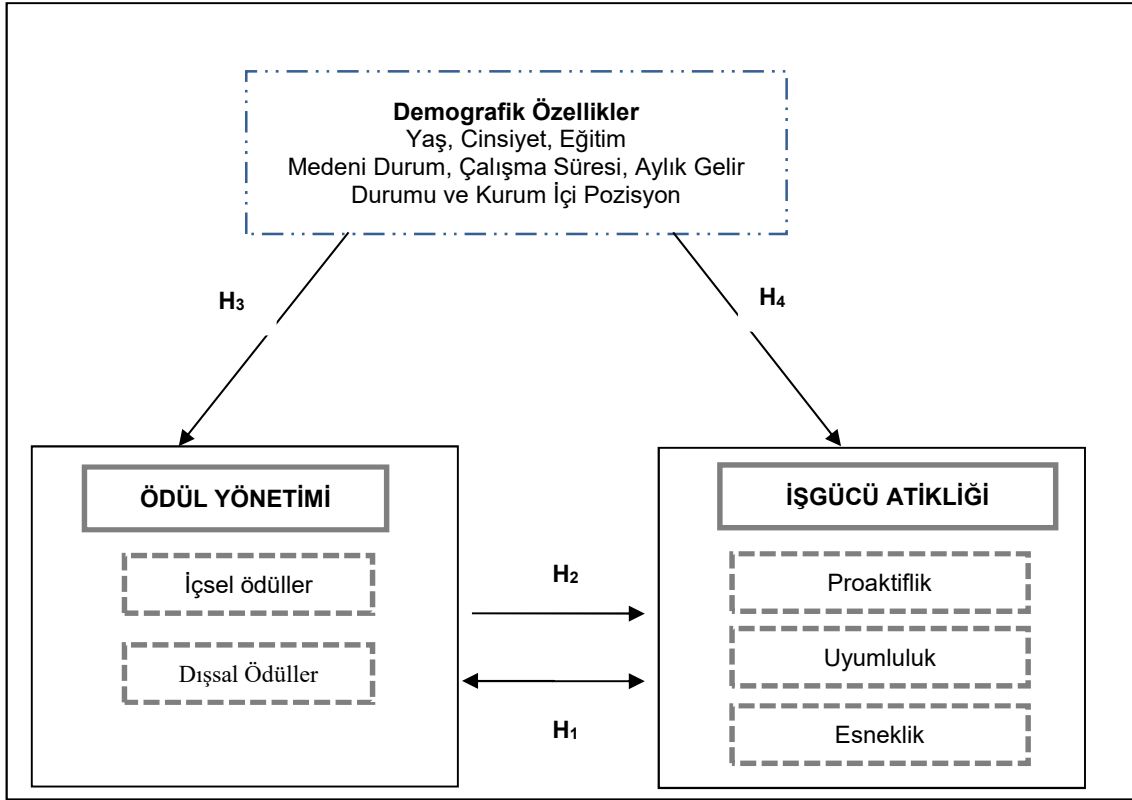 Demografik Özellikler
Yaş, Cinsiyet, Eğitim
Medeni Durum, Çalışma Süresi, Aylık Gelir
Durumu ve Kurum İçi Pozisyon
H₃
H₄
ÖDÜL YÖNETİMİ
İçsel ödüller
Dışsal Ödüller
H₂
H₁
İŞGÜCÜ ATİKLİĞİ
Proaktiflik
Uyumluluk
Esneklik